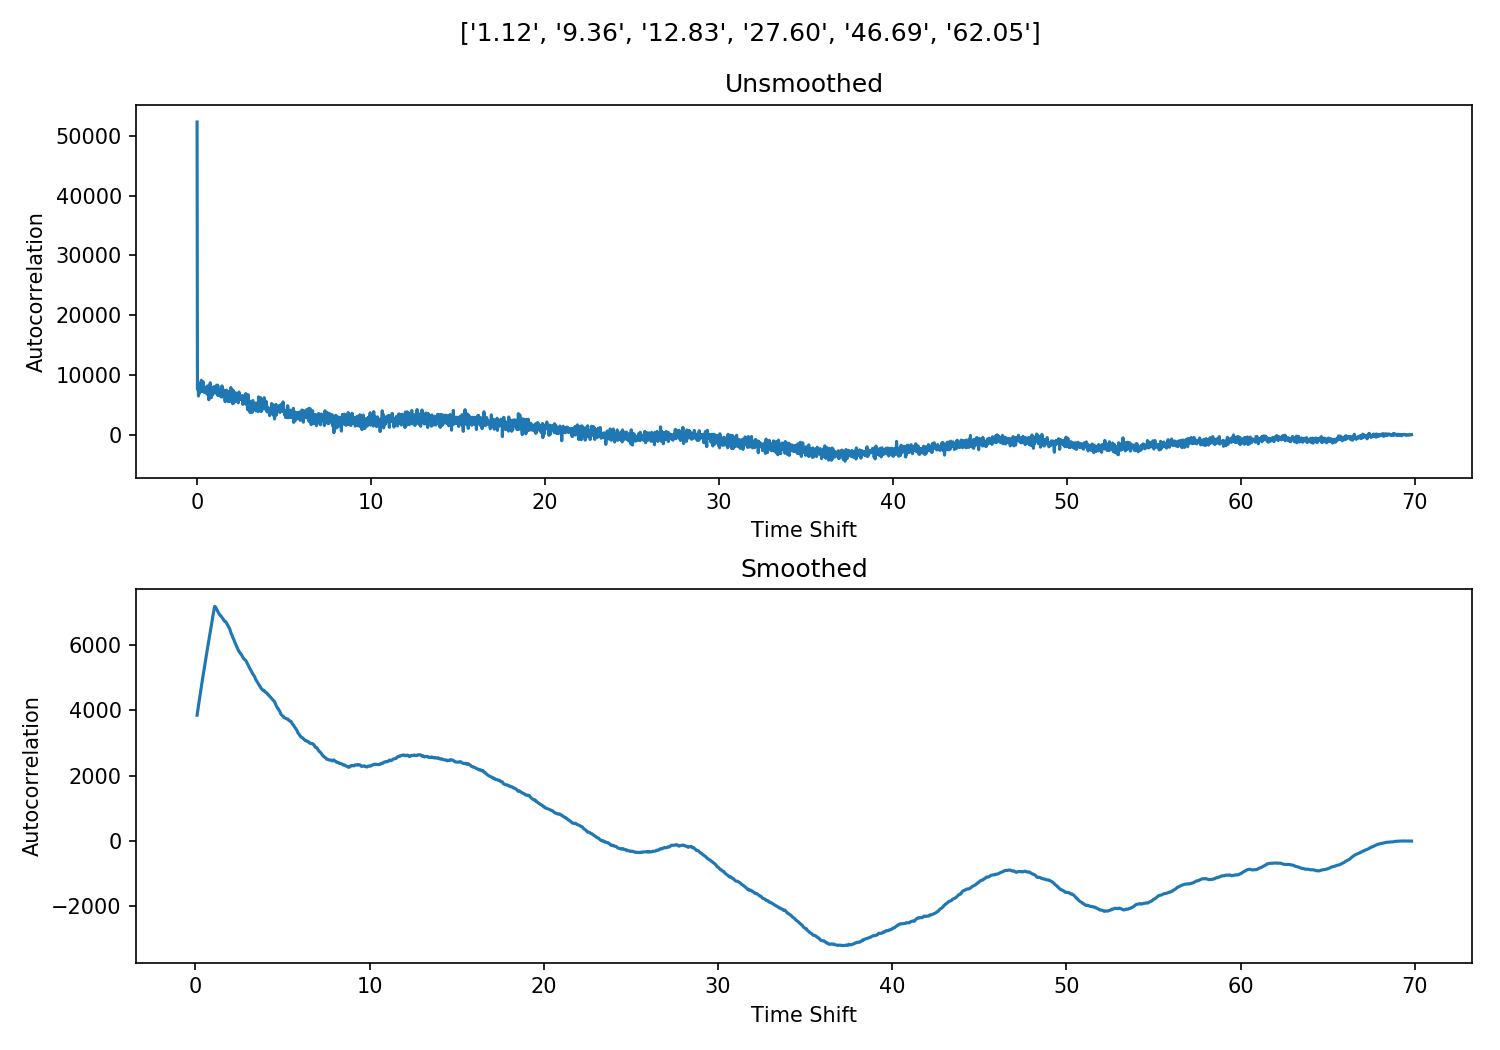 ['1.12', '9.36', '12.83', '27.60', '46.69', '62.05']
Unsmoothed
Autocorrelation
50000
40000
30000
20000
10000
0
0 10 20 30 40 50 60 70
Time Shift
Smoothed
Autocorrelation
6000
4000
2000
0
−2000
0 10 20 30 40 50 60 70
Time Shift